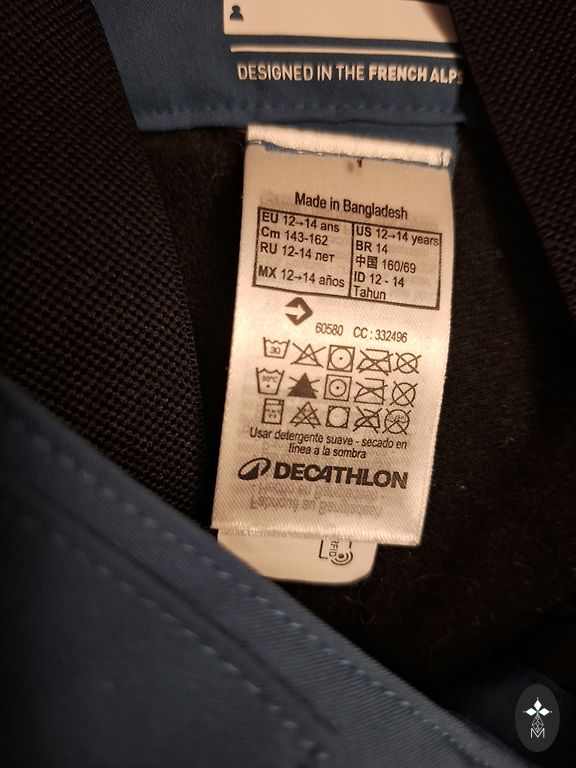 DESIGNED IN THE FRENCH ALPS
Made in Bangladesh
EU 12→14 ans
Cm 143-162
RU 12-14 лет
MX 12→14 años
US 12→14 years
BR 14
中国 160/69
ID 12 - 14
Tahun
60580 CC : 332496
30
30°C
Usar detergente suave - secado en
línea a la sombra
DECATHLON
RFID
M